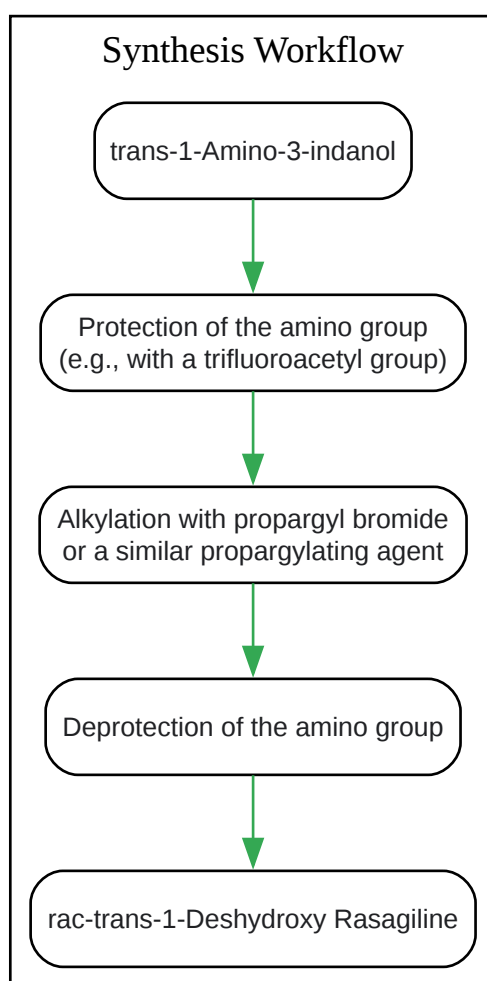 Synthesis Workflow
trans-1-Amino-3-indanol
Protection of the amino group
(e.g., with a trifluoroacetyl group)
Alkylation with propargyl bromide
or a similar propargylating agent
Deprotection of the amino group
rac-trans-1-Deshydroxy Rasagiline